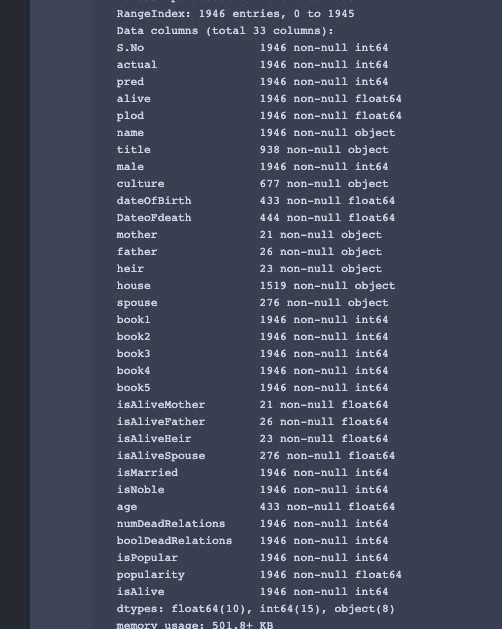 RangeIndex: 1946 entries, 0 to 1945
Data columns (total 33 columns):
S.No 1946 non-null int64
actual 1946 non-null int64
pred 1946 non-null int64
alive 1946 non-null float64
plod 1946 non-null float64
name 1946 non-null object
title 938 non-null object
male 1946 non-null int64
culture 677 non-null object
dateOfBirth 433 non-null float64
DateoFdeath 444 non-null float64
mother 21 non-null object
father 26 non-null object
heir 23 non-null object
house 1519 non-null object
spouse 276 non-null object
book1 1946 non-null int64
book2 1946 non-null int64
book3 1946 non-null int64
book4 1946 non-null int64
book5 1946 non-null int64
isAliveMother 21 non-null float64
isAliveFather 26 non-null float64
isAliveHeir 23 non-null float64
isAliveSpouse 276 non-null float64
isMarried 1946 non-null int64
isNoble 1946 non-null int64
age 433 non-null float64
numDeadRelations 1946 non-null int64
boolDeadRelations 1946 non-null int64
isPopular 1946 non-null int64
popularity 1946 non-null float64
isAlive 1946 non-null int64
dtypes: float64(10), int64(15), object(8)
memory usage: 501.8+ KB